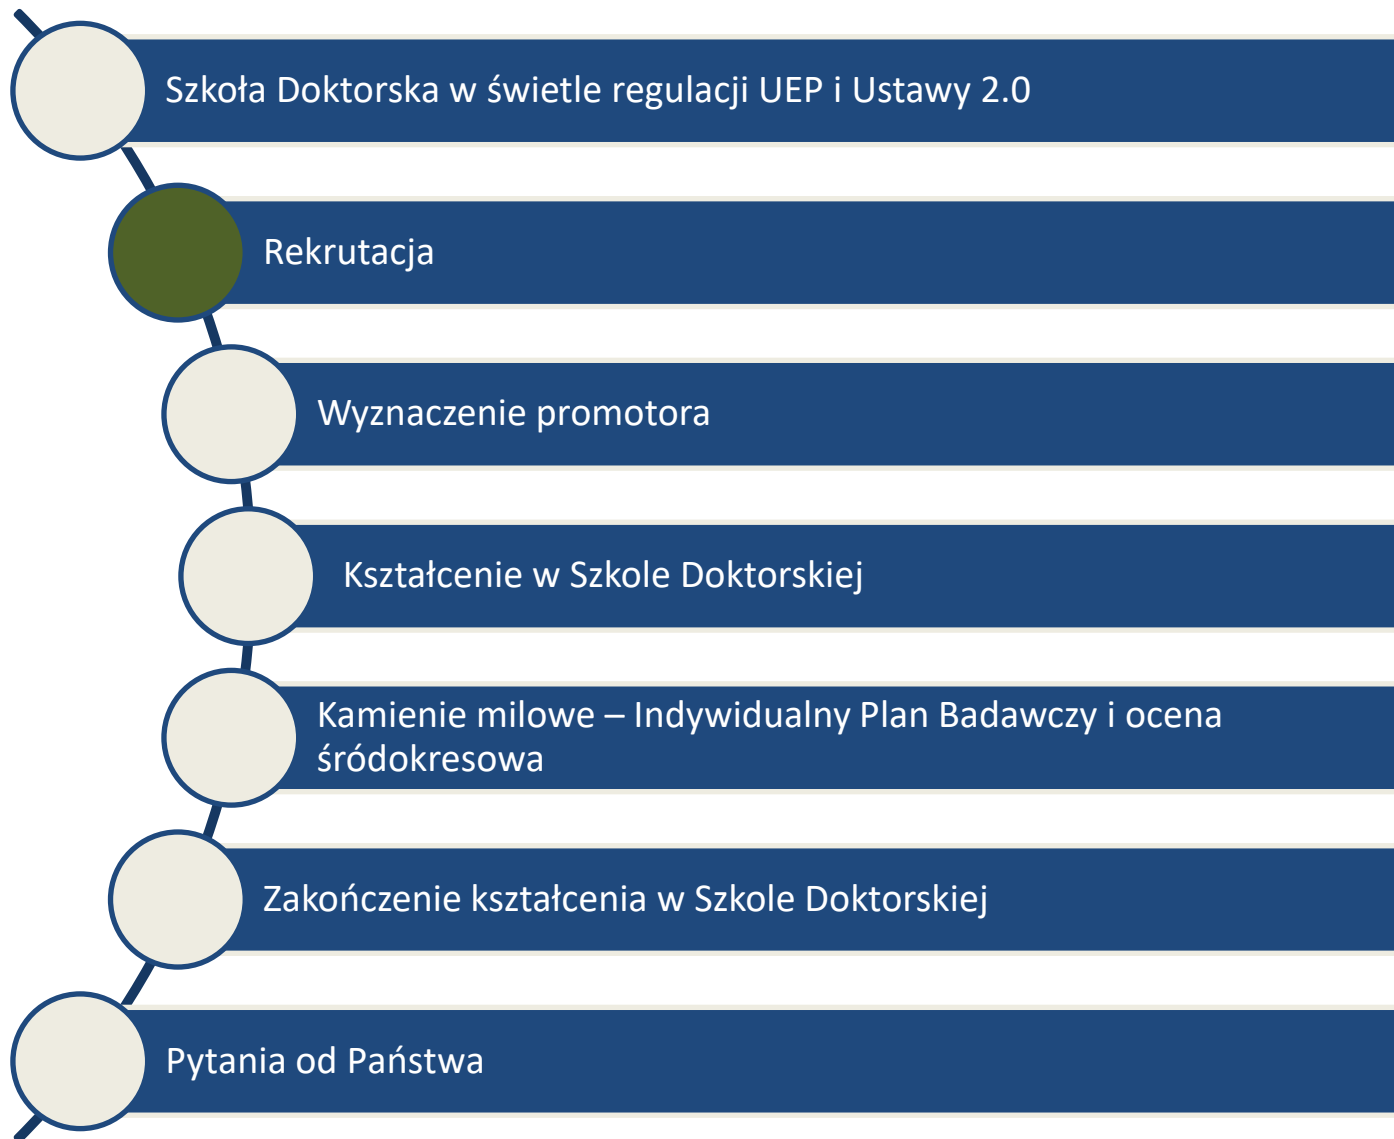 Szkoła Doktorska w świetle regulacji UEP i Ustawy 2.0
Rekrutacja
Wyznaczenie promotora
Kształcenie w Szkole Doktorskiej
Kamienie milowe – Indywidualny Plan Badawczy i ocena
śródokresowa
Zakończenie kształcenia w Szkole Doktorskiej
Pytania od Państwa